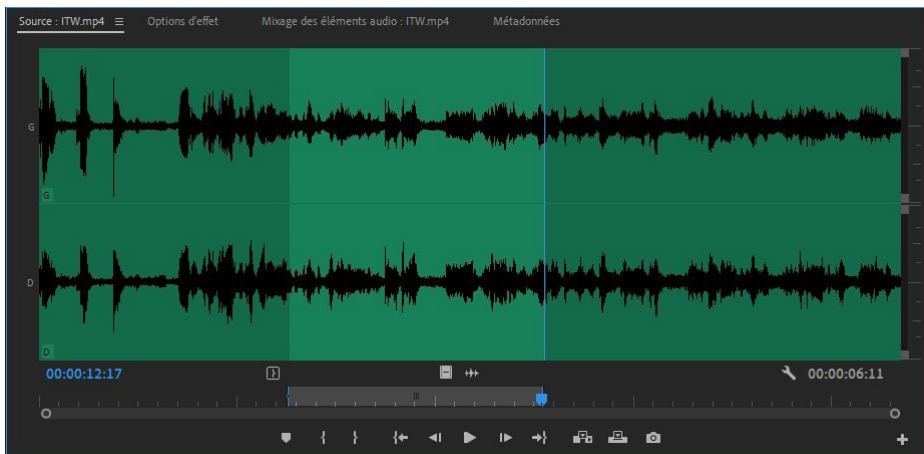 Source : ITW.mp4 Options d'effet Mixage des éléments audio : ITW.mp4 Métadonnées
G
G
D
D
00:00:12:17 00:00:06:11